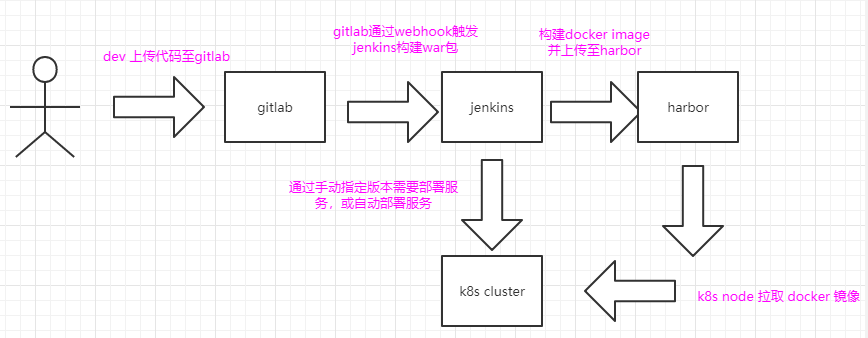 dev 上传代码至gitlab
gitlab通过webhook触发
jenkins构建war包
构建docker image
并上传至harbor
gitlab
jenkins
harbor
通过手动指定版本需要部署服
务，或自动部署服务
k8s cluster
k8s node 拉取 docker 镜像